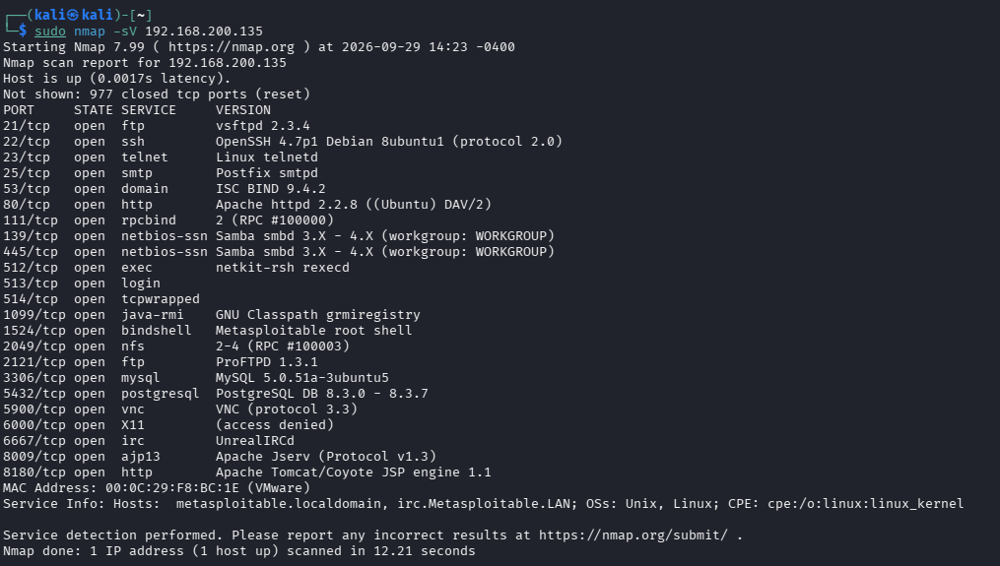 ┌──(kali㉿kali)-[~]
└─$ sudo nmap -sV 192.168.200.135
Starting Nmap 7.99 ( https://nmap.org ) at 2026-09-29 14:23 -0400
Nmap scan report for 192.168.200.135
Host is up (0.0017s latency).
Not shown: 977 closed tcp ports (reset)
PORT     STATE SERVICE     VERSION
21/tcp   open  ftp         vsftpd 2.3.4
22/tcp   open  ssh         OpenSSH 4.7p1 Debian 8ubuntu1 (protocol 2.0)
23/tcp   open  telnet      Linux telnetd
25/tcp   open  smtp        Postfix smtpd
53/tcp   open  domain      ISC BIND 9.4.2
80/tcp   open  http        Apache httpd 2.2.8 ((Ubuntu) DAV/2)
111/tcp  open  rpcbind     2 (RPC #100000)
139/tcp  open  netbios-ssn Samba smbd 3.X - 4.X (workgroup: WORKGROUP)
445/tcp  open  netbios-ssn Samba smbd 3.X - 4.X (workgroup: WORKGROUP)
512/tcp  open  exec        netkit-rsh rexecd
513/tcp  open  login
514/tcp  open  tcpwrapped
1099/tcp open  java-rmi    GNU Classpath grmiregistry
1524/tcp open  bindshell   Metasploitable root shell
2049/tcp open  nfs         2-4 (RPC #100003)
2121/tcp open  ftp         ProFTPD 1.3.1
3306/tcp open  mysql       MySQL 5.0.51a-3ubuntu5
5432/tcp open  postgresql  PostgreSQL DB 8.3.0 - 8.3.7
5900/tcp open  vnc         VNC (protocol 3.3)
6000/tcp open  X11         (access denied)
6667/tcp open  irc         UnrealIRCd
8009/tcp open  ajp13       Apache Jserv (Protocol v1.3)
8180/tcp open  http        Apache Tomcat/Coyote JSP engine 1.1
MAC Address: 00:0C:29:F8:BC:1E (VMware)
Service Info: Hosts:  metasploitable.localdomain, irc.Metasploitable.LAN; OSs: Unix, Linux; CPE: cpe:/o:linux:linux_kernel

Service detection performed. Please report any incorrect results at https://nmap.org/submit/ .
Nmap done: 1 IP address (1 host up) scanned in 12.21 seconds